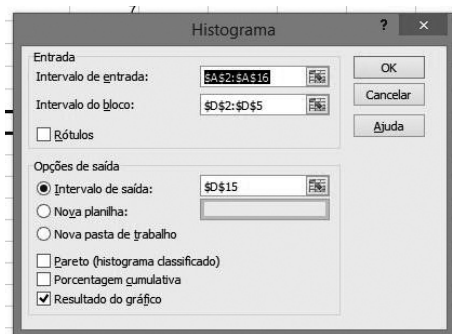 7
Histograma
? ×
Entrada
Intervalo de entrada: $A$2:$A$16
Intervalo do bloco: $D$2:$D$5
Rótulos
OK
Cancelar
Ajuda
Opções de saída
Intervalo de saída: $D$15
Nova planilha:
Nova pasta de trabalho
Pareto (histograma classificado)
Porcentagem cumulativa
Resultado do gráfico